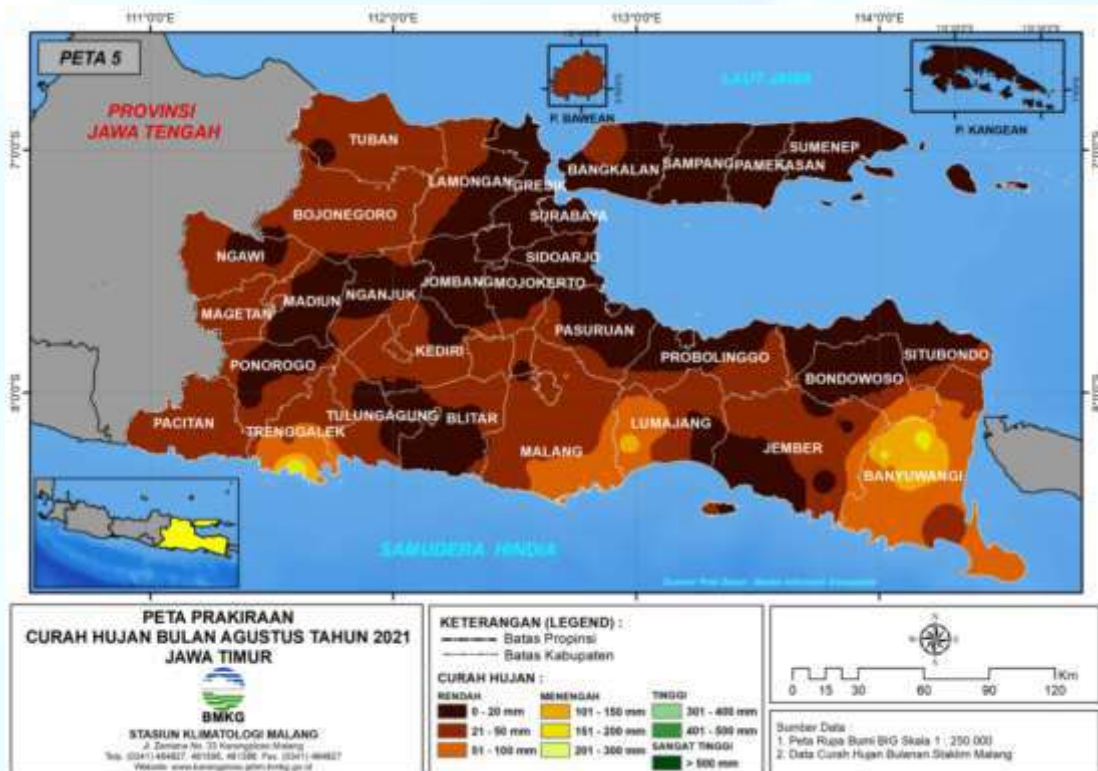 111°0'0"E 112°0'0"E 113°0'0"E 114°0'0"E
PETA 5
PROVINSI
JAWA TENGAH
LAUT JAWA
P. BAWEAN
P. KANGEAN
7°0'0"S
7°0'0"S
8°0'0"S
8°0'0"S
TUBAN
LAMONGAN
GRESIK
BANGKALAN
SAMPANG
PAMEKASAN
SUMENEP
BOJONEGORO
SURABAYA
NGAWI
SIDOARJO
MADIUN
NGANJUK
JOMBANG
MOJOKERTO
MAGETAN
PASURUAN
KEDIRI
PROBOLINGGO
SITUBONDO
PONOROGO
BONDOWOSO
PACITAN
TRENGGALEK
TULUNGAGUNG
BLITAR
MALANG
LUMAJANG
JEMBER
BANYUWANGI
SAMUDERA HINDIA
PETA PRAKIRAAN
CURAH HUJAN BULAN AGUSTUS TAHUN 2021
JAWA TIMUR
BMKG
STASIUN KLIMATOLOGI MALANG
KETERANGAN (LEGEND) :
Batas Propinsi
Batas Kabupaten
CURAH HUJAN :
RENDAH MENENGAH TINGGI
0 - 20 mm 101 - 150 mm 301 - 400 mm
21 - 50 mm 151 - 200 mm 401 - 500 mm
51 - 100 mm 201 - 300 mm SANGAT TINGGI
> 500 mm
Km
0 15 30 60 90 120
Sumber Data :
1. Peta Rupa Bumi BIG Skala 1 : 250.000
2. Data Curah Hujan Bulanan Staklim Malang